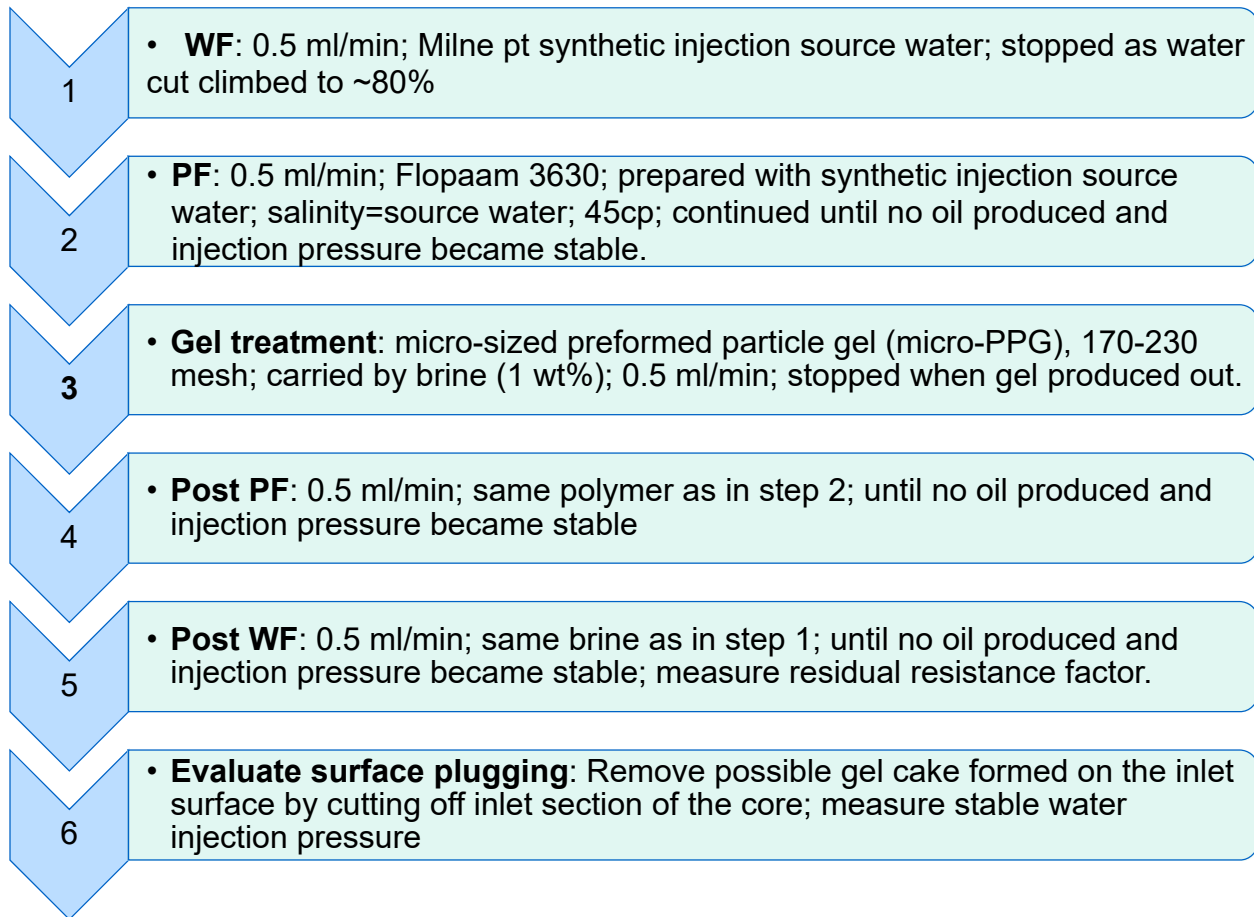 1
• WF: 0.5 ml/min; Milne pt synthetic injection source water; stopped as water
cut climbed to ~80%
2
• PF: 0.5 ml/min; Flopaam 3630; prepared with synthetic injection source
water; salinity=source water; 45cp; continued until no oil produced and
injection pressure became stable.
3
• Gel treatment: micro-sized preformed particle gel (micro-PPG), 170-230
mesh; carried by brine (1 wt%); 0.5 ml/min; stopped when gel produced out.
4
• Post PF: 0.5 ml/min; same polymer as in step 2; until no oil produced and
injection pressure became stable
5
• Post WF: 0.5 ml/min; same brine as in step 1; until no oil produced and
injection pressure became stable; measure residual resistance factor.
6
• Evaluate surface plugging: Remove possible gel cake formed on the inlet
surface by cutting off inlet section of the core; measure stable water
injection pressure